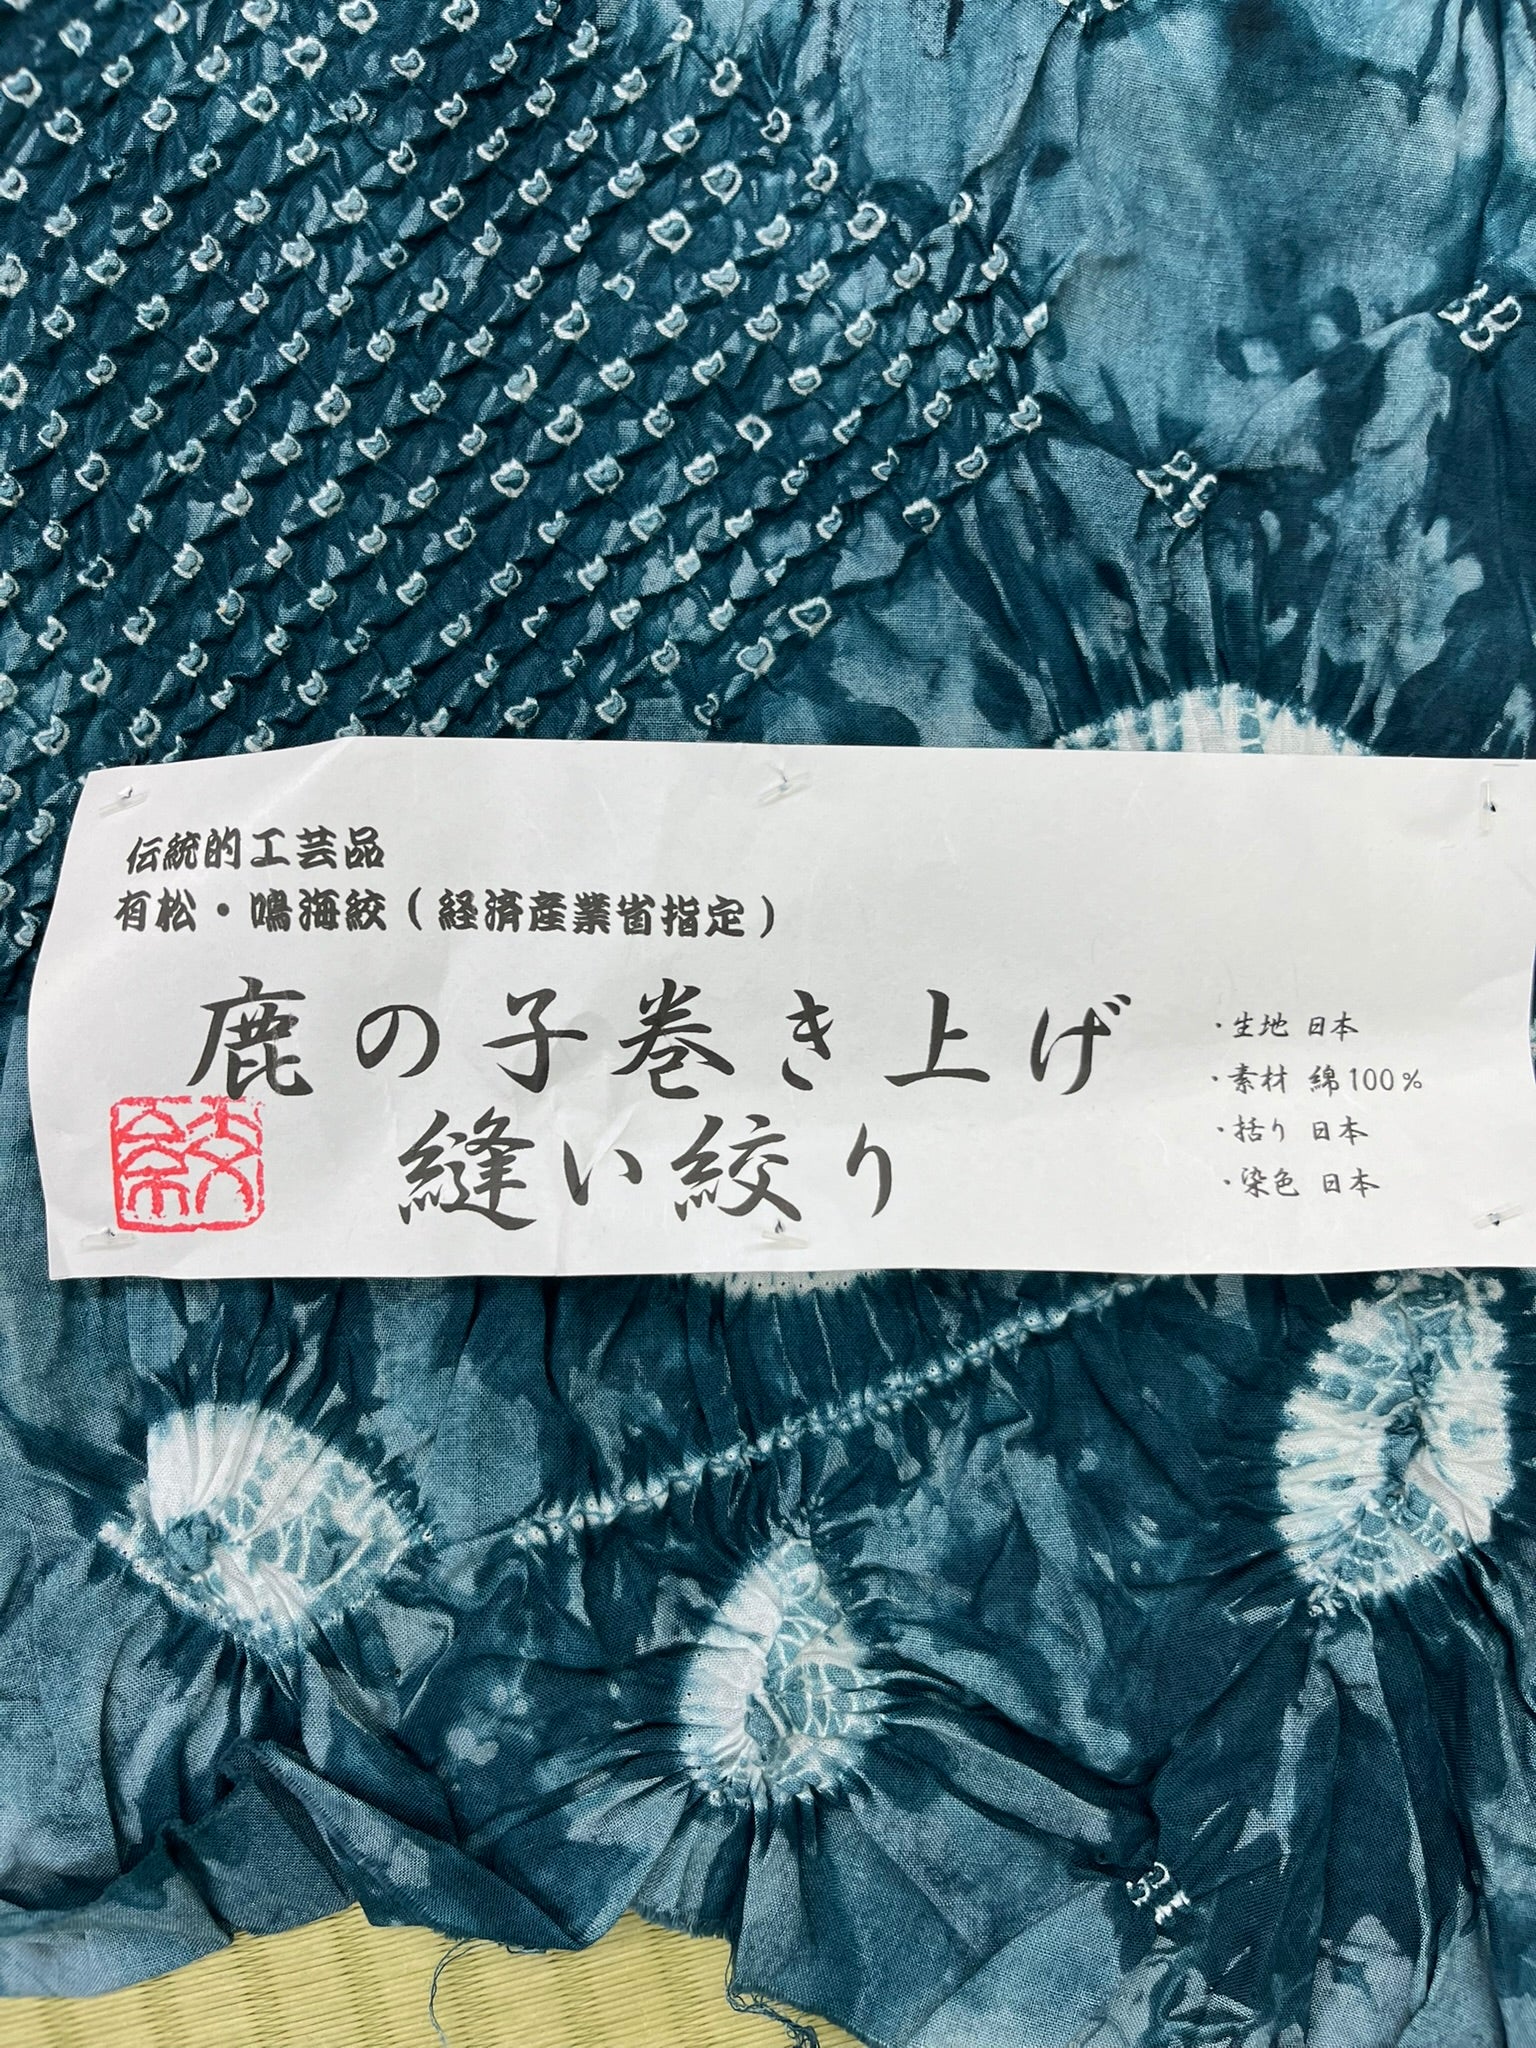 伝統的工芸品
有松・鳴海絞（経済産業省指定）
鹿の子巻き上げ
縫い絞り
・生地 日本
・素材 綿100%
・括り 日本
・染色 日本
絞